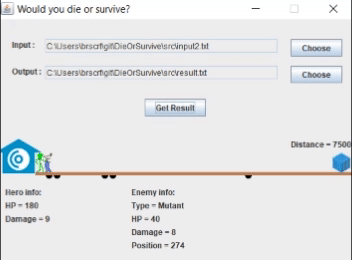 Would you die or survive?
Input : C:\Users\brscrf\git\DieOrSurvive\src\input2.txt Choose
Output : C:\Users\brscrf\git\DieOrSurvive\src\result.txt Choose
Get Result
Distance = 7500
Hero info: Enemy info:
HP = 180 Type = Mutant
Damage = 9 HP = 40
Damage = 8
Position = 274